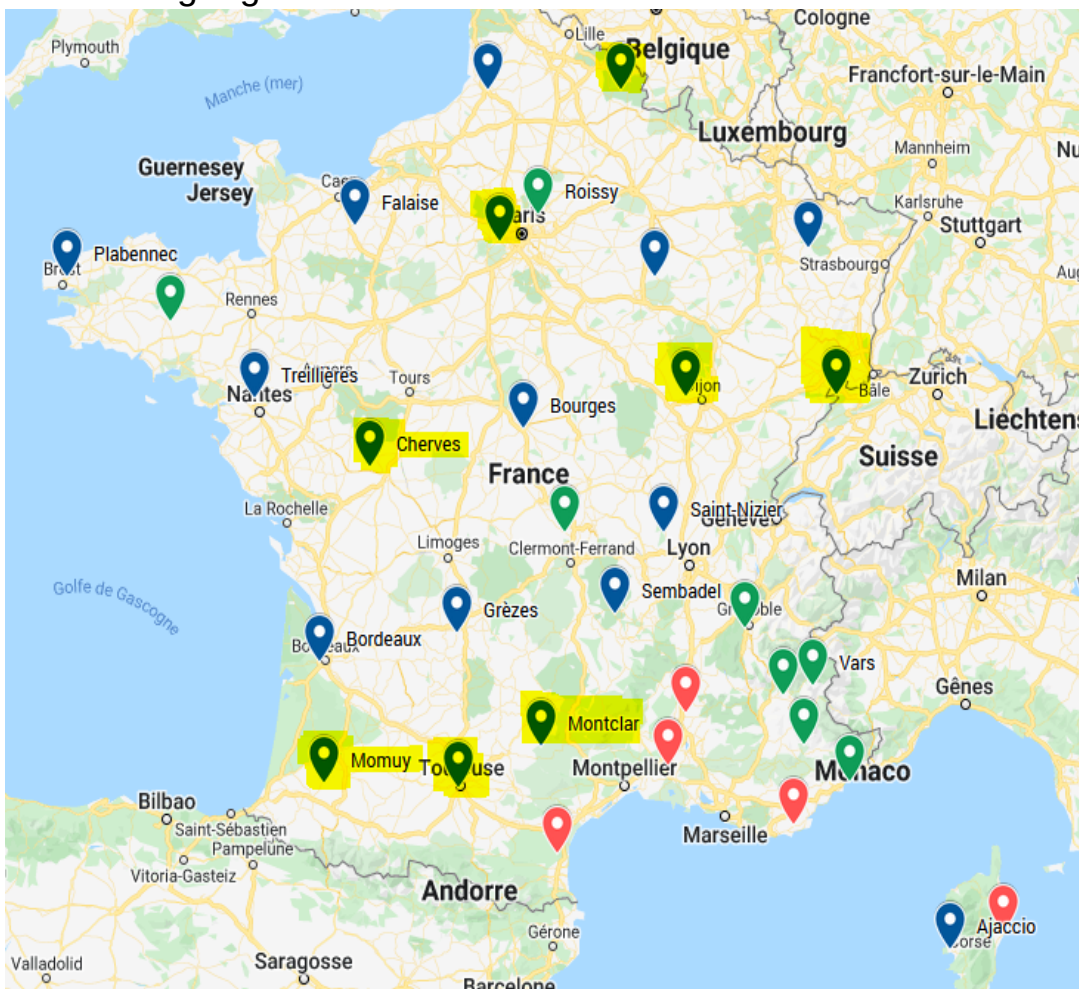 Cologne
Plymouth
Lille
Belgique
Francfort-sur-le-Main
Manche (mer)
Luxembourg
Mannheim
Guernesey
Jersey
Roissy
Falaise
Karlsruhe
Stuttgart
Plabennec
Strasbourg
Rennes
Treillières
Nantes
Tours
Zurich
Bâle
Bourges
Liechtens
Cherves
France
Suisse
La Rochelle
Saint-Nizier
Genève
Limoges
Clermont-Ferrand
Lyon
Milan
Golfe de Gascogne
Sembadel
Grèzes
Bordeaux
Vars
Gênes
Montclar
Momuy
Montpellier
Monaco
Bilbao
Saint-Sébastien
Marseille
Pampelune
Vitoria-Gasteiz
Andorre
Ajaccio
Gérone
Valladolid
Saragosse
Barcelone